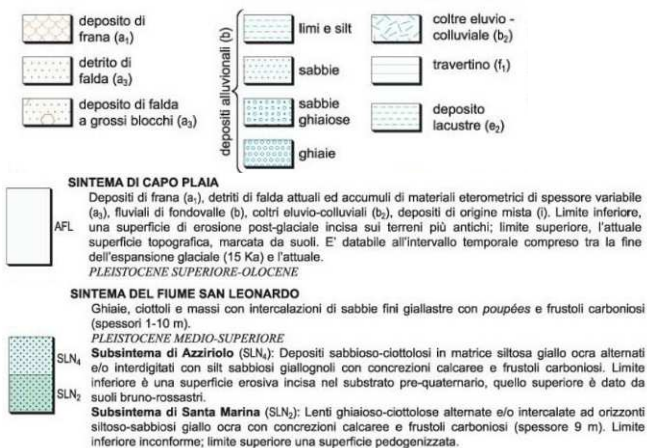 deposito di
frana (a₁)
detrito di
falda (a₃)
deposito di falda
a grossi blocchi (a₃)
depositi alluvionali (b)
limi e silt
sabbie
sabbie
ghiaiose
ghiaie
coltre eluvio -
colluviale (b₂)
travertino (f₁)
deposito
lacustre (e₂)
SINTEMA DI CAPO PLAIA
Depositi di frana (a₁), detriti di falda attuali ed accumuli di materiali eterometrici di spessore variabile
(a₃), fluviali di fondovalle (b), coltri eluvio-colluviali (b₂), depositi di origine mista (i). Limite inferiore,
AFL
una superficie di erosione post-glaciale incisa sui terreni più antichi; limite superiore, l'attuale
superficie topografica, marcata da suoli. E' databile all'intervallo temporale compreso tra la fine
dell'espansione glaciale (15 Ka) e l'attuale.
PLEISTOCENE SUPERIORE-OLOCENE
SINTEMA DEL FIUME SAN LEONARDO
Ghiaie, ciottoli e massi con intercalazioni di sabbie fini giallastre con poupées e frustoli carboniosi
(spessori 1-10 m).
PLEISTOCENE MEDIO-SUPERIORE
SLN₄
Subsintema di Azziriolo (SLN₄): Depositi sabbioso-ciottolosi in matrice siltosa giallo ocra alternati
e/o interdigitati con silt sabbiosi giallognoli con concrezioni calcaree e frustoli carboniosi. Limite
inferiore è una superficie erosiva incisa nel substrato pre-quaternario, quello superiore è dato da
SLN₂
suoli bruno-rossastri.
Subsintema di Santa Marina (SLN₂): Lenti ghiaioso-ciottolose alternate e/o intercalate ad orizzonti
siltoso-sabbiosi giallo ocra con concrezioni calcaree e frustoli carboniosi (spessore 9 m). Limite
inferiore inconforme; limite superiore una superficie pedogenizzata.